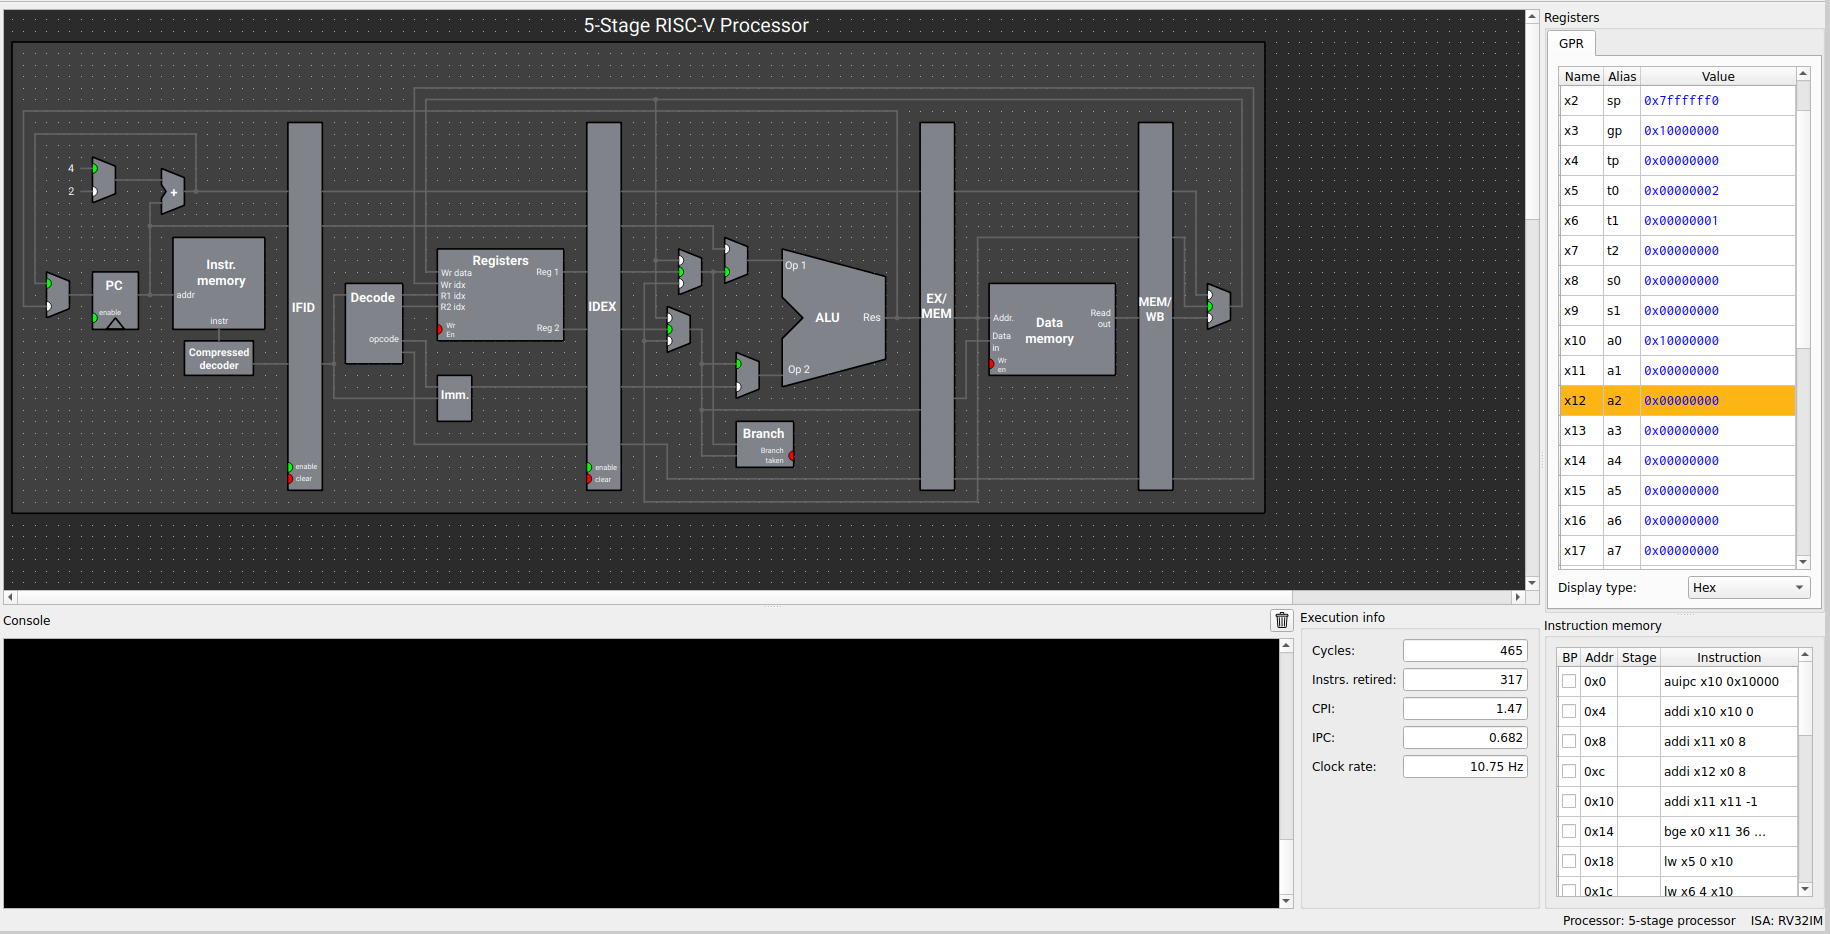 5-Stage RISC-V Processor
4
2
+
PC
enable
Instr.
memory
addr
instr
Compressed
decoder
IFID
enable
clear
Decode
opcode
Registers
Wr data
Wr idx
R1 idx
R2 idx
Wr
En
Reg 1
Reg 2
Imm.
IDEX
enable
clear
Op 1
ALU
Res
Op 2
Branch
Branch
taken
EX/
MEM
Addr.
Data
in
Wr
en
Data
memory
Read
out
MEM/
WB
Registers
GPR
Name Alias Value
x2 sp 0x7ffffff0
x3 gp 0x10000000
x4 tp 0x00000000
x5 t0 0x00000002
x6 t1 0x00000001
x7 t2 0x00000000
x8 s0 0x00000000
x9 s1 0x00000000
x10 a0 0x10000000
x11 a1 0x00000000
x12 a2 0x00000000
x13 a3 0x00000000
x14 a4 0x00000000
x15 a5 0x00000000
x16 a6 0x00000000
x17 a7 0x00000000
Display type: Hex
Console
Execution info
Cycles: 465
Instrs. retired: 317
CPI: 1.47
IPC: 0.682
Clock rate: 10.75 Hz
Instruction memory
BP Addr Stage Instruction
0x0 auipc x10 0x10000
0x4 addi x10 x10 0
0x8 addi x11 x0 8
0xc addi x12 x0 8
0x10 addi x11 x11 -1
0x14 bge x0 x11 36 ...
0x18 lw x5 0 x10
0x1c lw x6 4 x10
Processor: 5-stage processor ISA: RV32IM